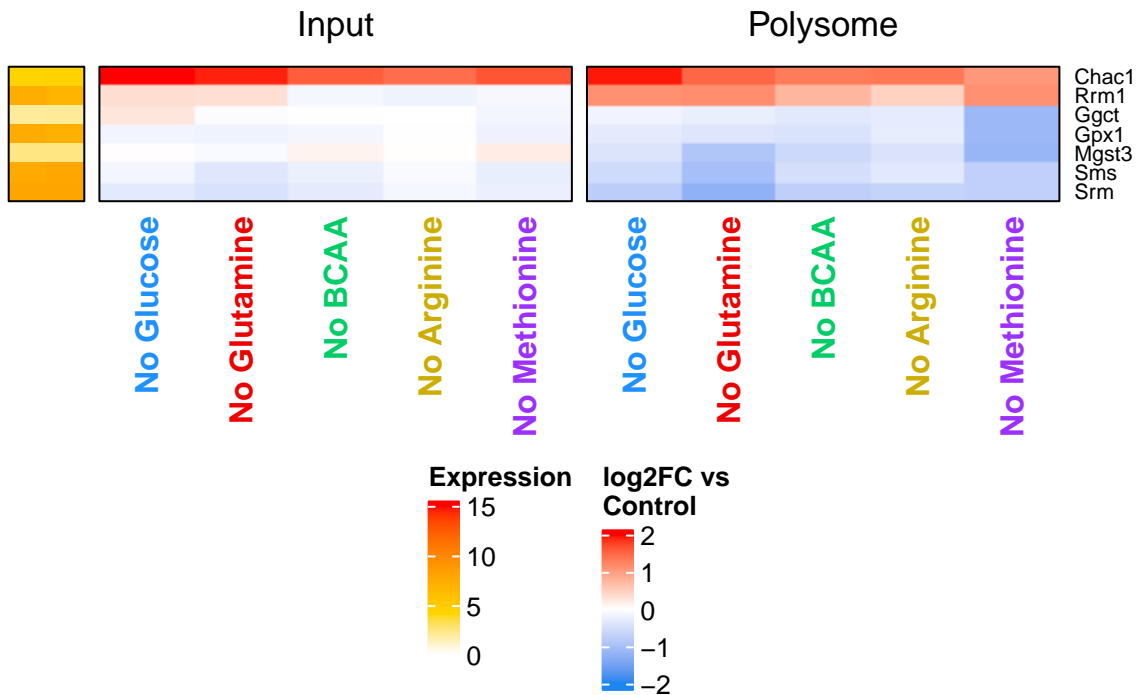 Input
Polysome
Chac1
Rrm1
Ggct
Gpx1
Mgst3
Sms
Srm
No Glucose
No Glutamine
No BCAA
No Arginine
No Methionine
No Glucose
No Glutamine
No BCAA
No Arginine
No Methionine
Expression
15
10
5
0
log2FC vs
Control
2
1
0
−1
−2